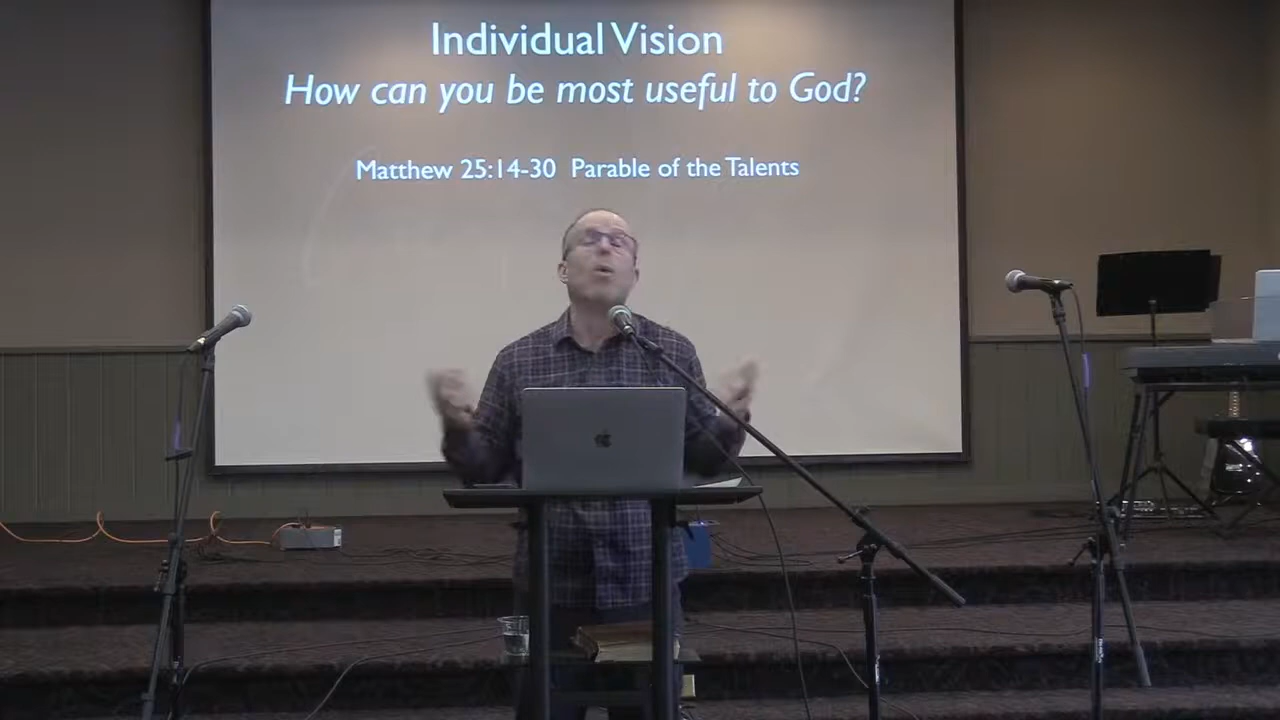 Individual Vision
How can you be most useful to God?
Matthew 25:14-30 Parable of the Talents